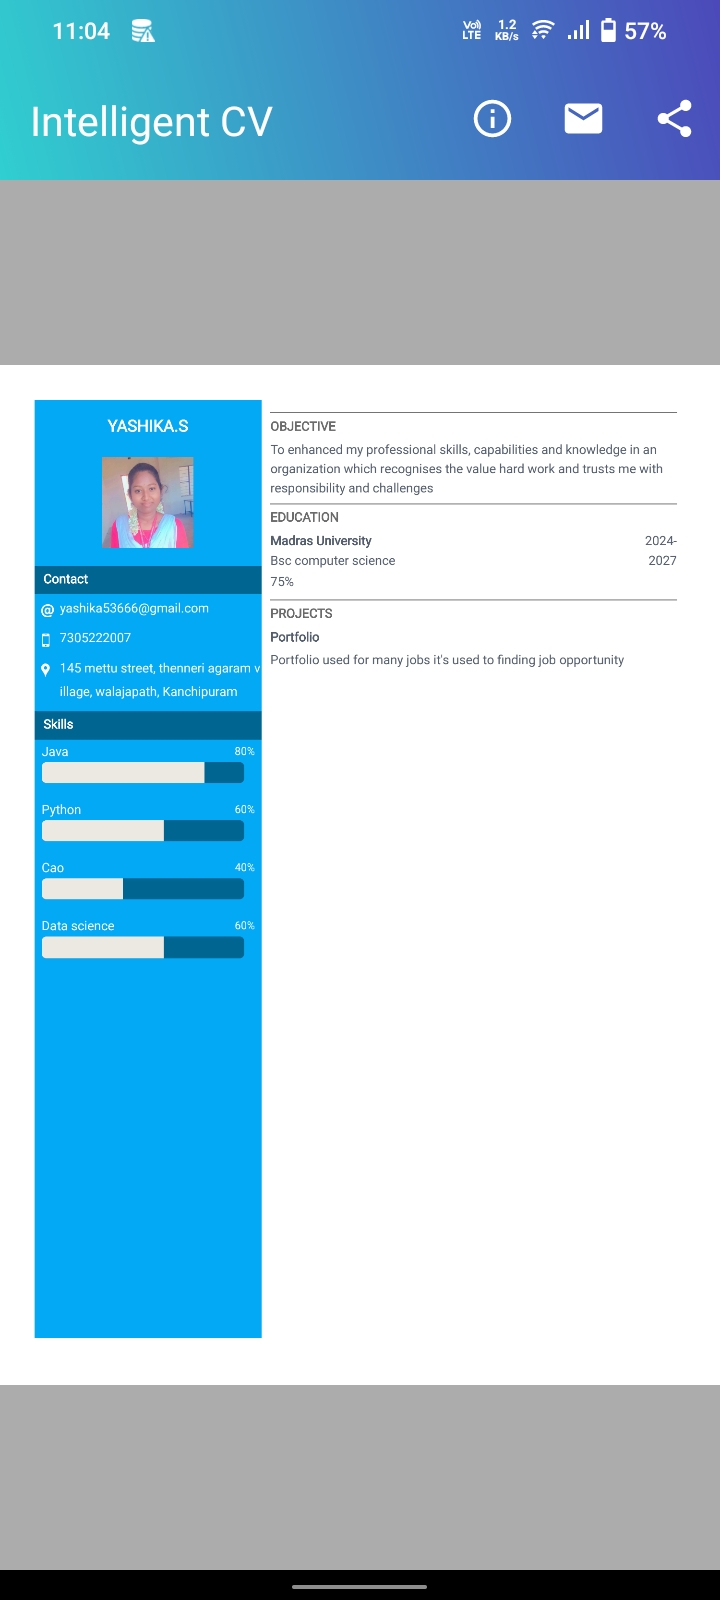 11:04
Vo)
LTE
1.2
KB/s
57%
Intelligent CV
YASHIKA.S
Contact
@ yashika53666@gmail.com
7305222007
145 mettu street, thenneri agaram v
illage, walajapath, Kanchipuram
Skills
Java 80%
Python 60%
Cao 40%
Data science 60%
OBJECTIVE
To enhanced my professional skills, capabilities and knowledge in an
organization which recognises the value hard work and trusts me with
responsibility and challenges
EDUCATION
Madras University 2024-
Bsc computer science 2027
75%
PROJECTS
Portfolio
Portfolio used for many jobs it's used to finding job opportunity